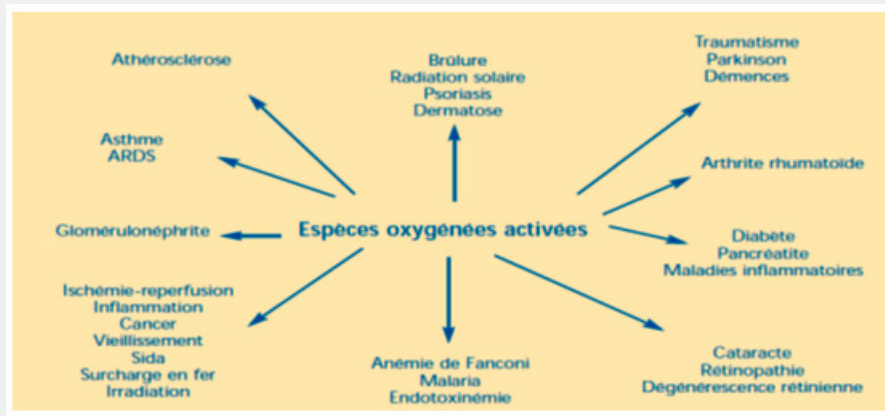 Athérosclérose
Brûlure
Radiation solaire
Psoriasis
Dermatose
Traumatisme
Parkinson
Démences
Asthme
ARDS
Arthrite rhumatoïde
Glomérulonéphrite
Espèces oxygénées activées
Diabète
Pancréatite
Maladies inflammatoires
Ischémie-reperfusion
Inflammation
Cancer
Vieillissement
Sida
Surcharge en fer
Irradiation
Anémie de Fanconi
Malaria
Endotoxinémie
Cataracte
Rétinopathie
Dégénérescence rétinienne